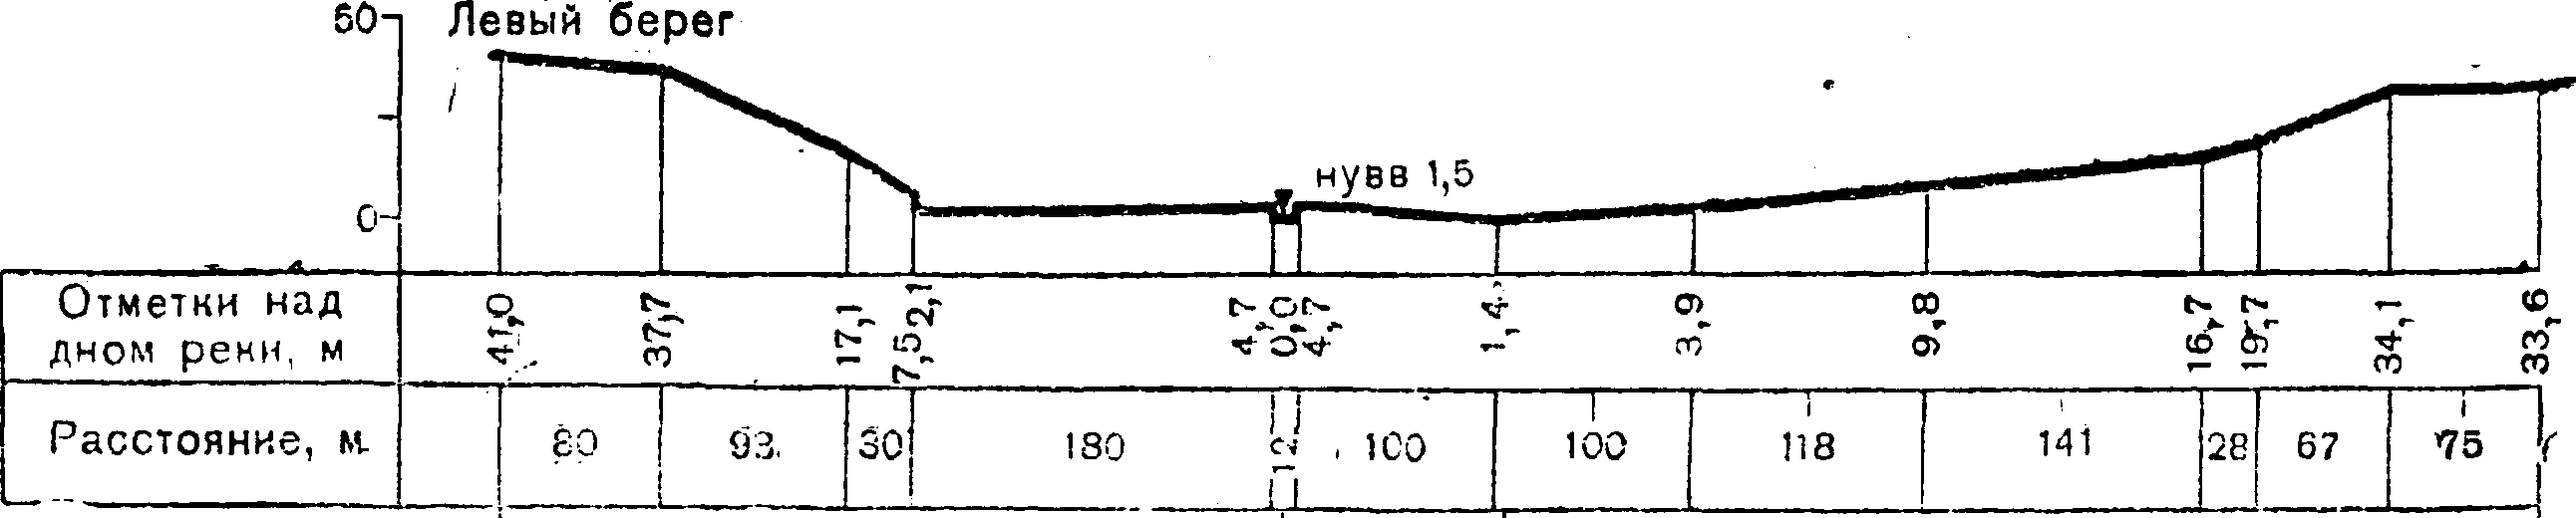 50 Левый берег
нувв 1,5
0
Отметки над дном реки, м 41,0 37,7 17,1 7,5 2,1 4,7 0,0 4,7 1,4 3,9 9,8 16,7 19,7 34,1 33,6
Расстояние, м 80 93 30 180 12 100 100 118 141 28 67 75